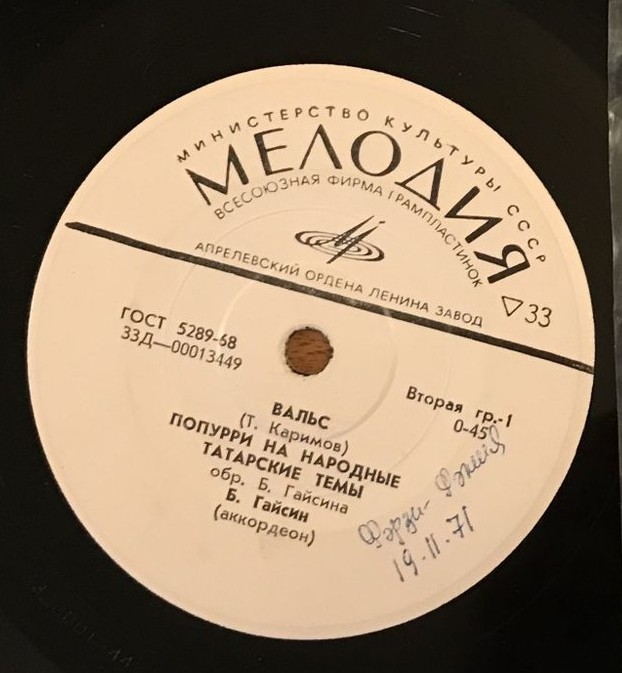 МИНИСТЕРСТВО КУЛЬТУРЫ СССР
МЕЛОДИЯ
ВСЕСОЮЗНАЯ ФИРМА ГРАМПЛАСТИНОК
АПРЕЛЕВСКИЙ ОРДЕНА ЛЕНИНА ЗАВОД
33
ГОСТ 5289-68
33Д—00013449
Вторая гр.-1
0-45
ВАЛЬС
(Т. Каримов)
ПОПУРРИ НА НАРОДНЫЕ
ТАТАРСКИЕ ТЕМЫ
обр. Б. Гайсина
Б. Гайсин
(аккордеон)
19-11-71